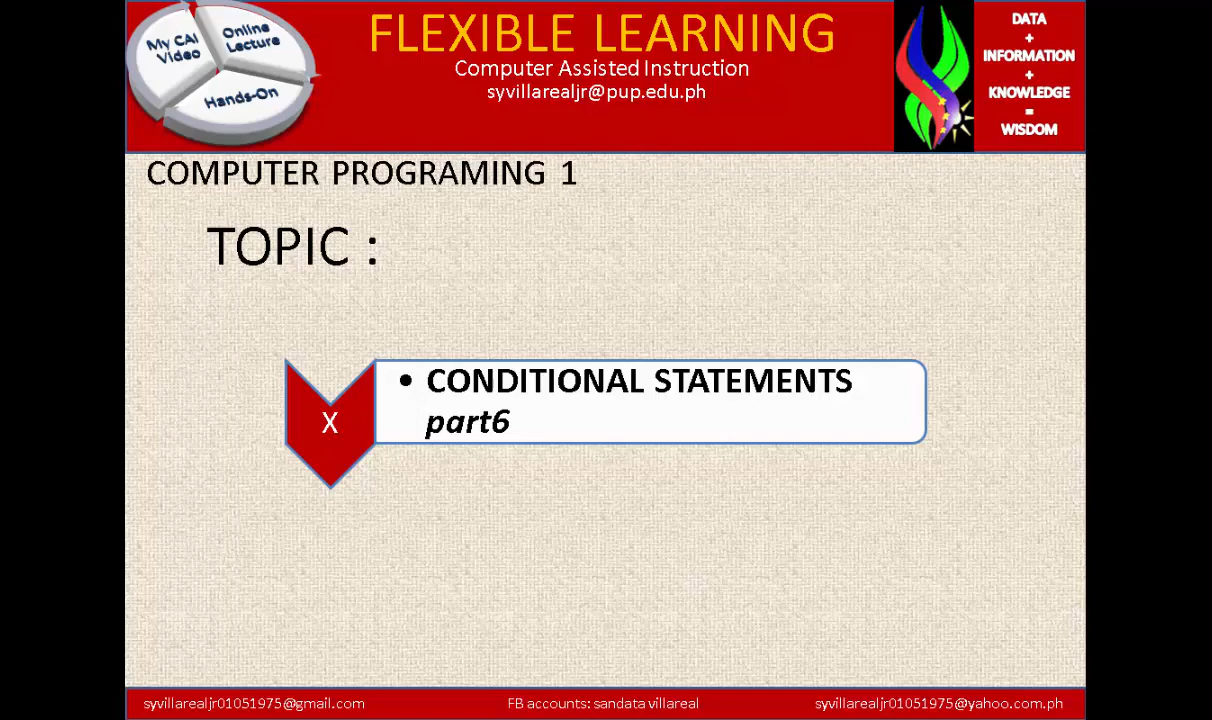 My CAI
Video
Online
Lecture
Hands-On
FLEXIBLE LEARNING
Computer Assisted Instruction
syvillarealjr@pup.edu.ph
DATA
+
INFORMATION
+
KNOWLEDGE
=
WISDOM
COMPUTER PROGRAMING 1
TOPIC :
X
• CONDITIONAL STATEMENTS
part6
syvillarealjr01051975@gmail.com
FB accounts: sandata villareal
syvillarealjr01051975@yahoo.com.ph